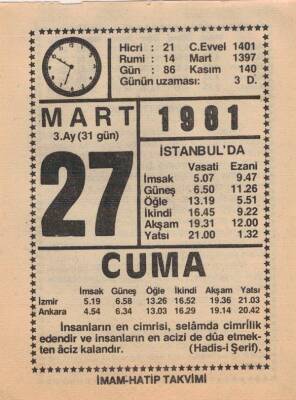 Hicri : 21 C.Evvel 1401
Rumi : 14 Mart 1397
Gün : 86 Kasım 140
Günün uzaması: 3 D.
MART
3.Ay (31 gün)
27
1981
İSTANBUL'DA
Vasati Ezani
İmsak 5.07 9.47
Güneş 6.50 11.26
Öğle 13.19 5.51
İkindi 16.45 9.22
Akşam 19.31 12.00
Yatsı 21.00 1.32
CUMA
İmsak Güneş Öğle İkindi Akşam Yatsı
İzmir 5.19 6.58 13.26 16.52 19.36 21.03
Ankara 4.54 6.34 13.03 16.29 19.14 20.42
İnsanların en cimrisi, selâmda cimrilik
edendir ve insanların en acizi de dûa etmek-
ten âciz kalandır. (Hadis-i Şerif).
İMAM-HATİP TAKVİMİ